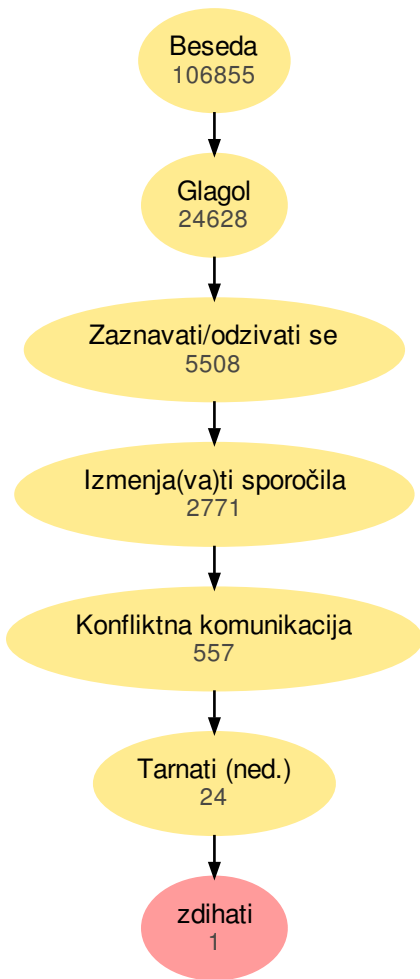 Beseda
106855
Glagol
24628
Zaznavati/odzivati se
5508
Izmenja(va)ti sporočila
2771
Konfliktna komunikacija
557
Tarnati (ned.)
24
zdihati
1